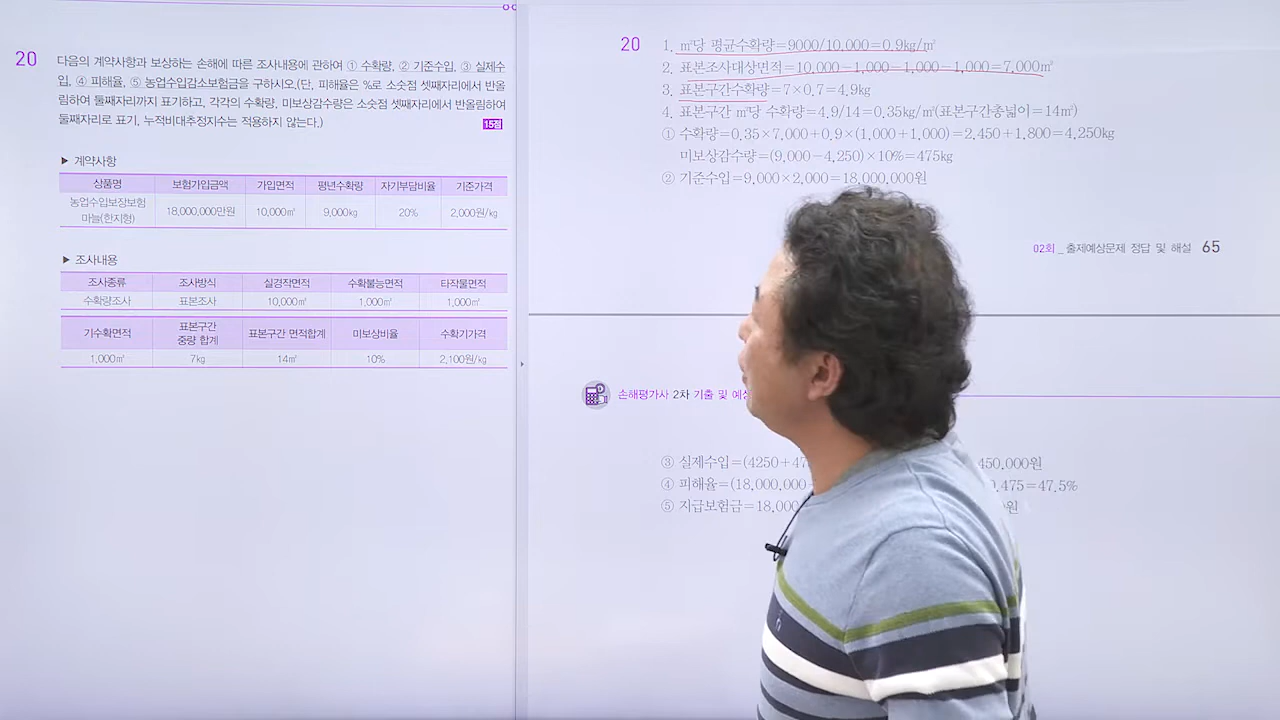 20
다음의 계약사항과 보상하는 손해에 따른 조사내용에 관하여 ① 수확량, ② 기준수입, ③ 실제수
입, ④ 피해율, ⑤ 농업수입감소보험금을 구하시오.(단, 피해율은 %로 소숫점 셋째자리에서 반올
림하여 둘째자리까지 표기하고, 각각의 수확량, 미보상감수량은 소숫점 셋째자리에서 반올림하여
둘째자리로 표기, 누적비대추정지수는 적용하지 않는다.)
15점
▶ 계약사항
상품명 보험가입금액 가입면적 평년수확량 자기부담비율 기준가격
농업수입보장보험
마늘(한지형) 18,000,000만원 10,000㎡ 9,000kg 20% 2,000원/kg
▶ 조사내용
조사종류 조사방식 실경작면적 수확불능면적 타작물면적
수확량조사 표본조사 10,000㎡ 1,000㎡ 1,000㎡
기수확면적 표본구간 중량 합계 표본구간 면적합계 미보상비율 수확기가격
1,000㎡ 7kg 14㎡ 10% 2,100원/kg
20
1. ㎡당 평균수확량=9000/10,000=0.9kg/㎡
2. 표본조사대상면적=10,000-1,000-1,000-1,000=7,000㎡
3. 표본구간수확량=7×0.7=4.9kg
4. 표본구간 ㎡당 수확량=4.9/14=0.35kg/㎡(표본구간총넓이=14㎡)
① 수확량=0.35×7,000+0.9×(1,000+1,000)=2,450+1,800=4,250kg
미보상감수량=(9,000-4,250)×10%=475kg
② 기준수입=9,000×2,000=18,000,000원
02회 _ 출제예상문제 정답 및 해설 65
손해평가사 2차 기출 및 예상
③ 실제수입=(4250+47 450,000원
④ 피해율=(18,000,000- 0.475=47.5%
⑤ 지급보험금=18,000 원